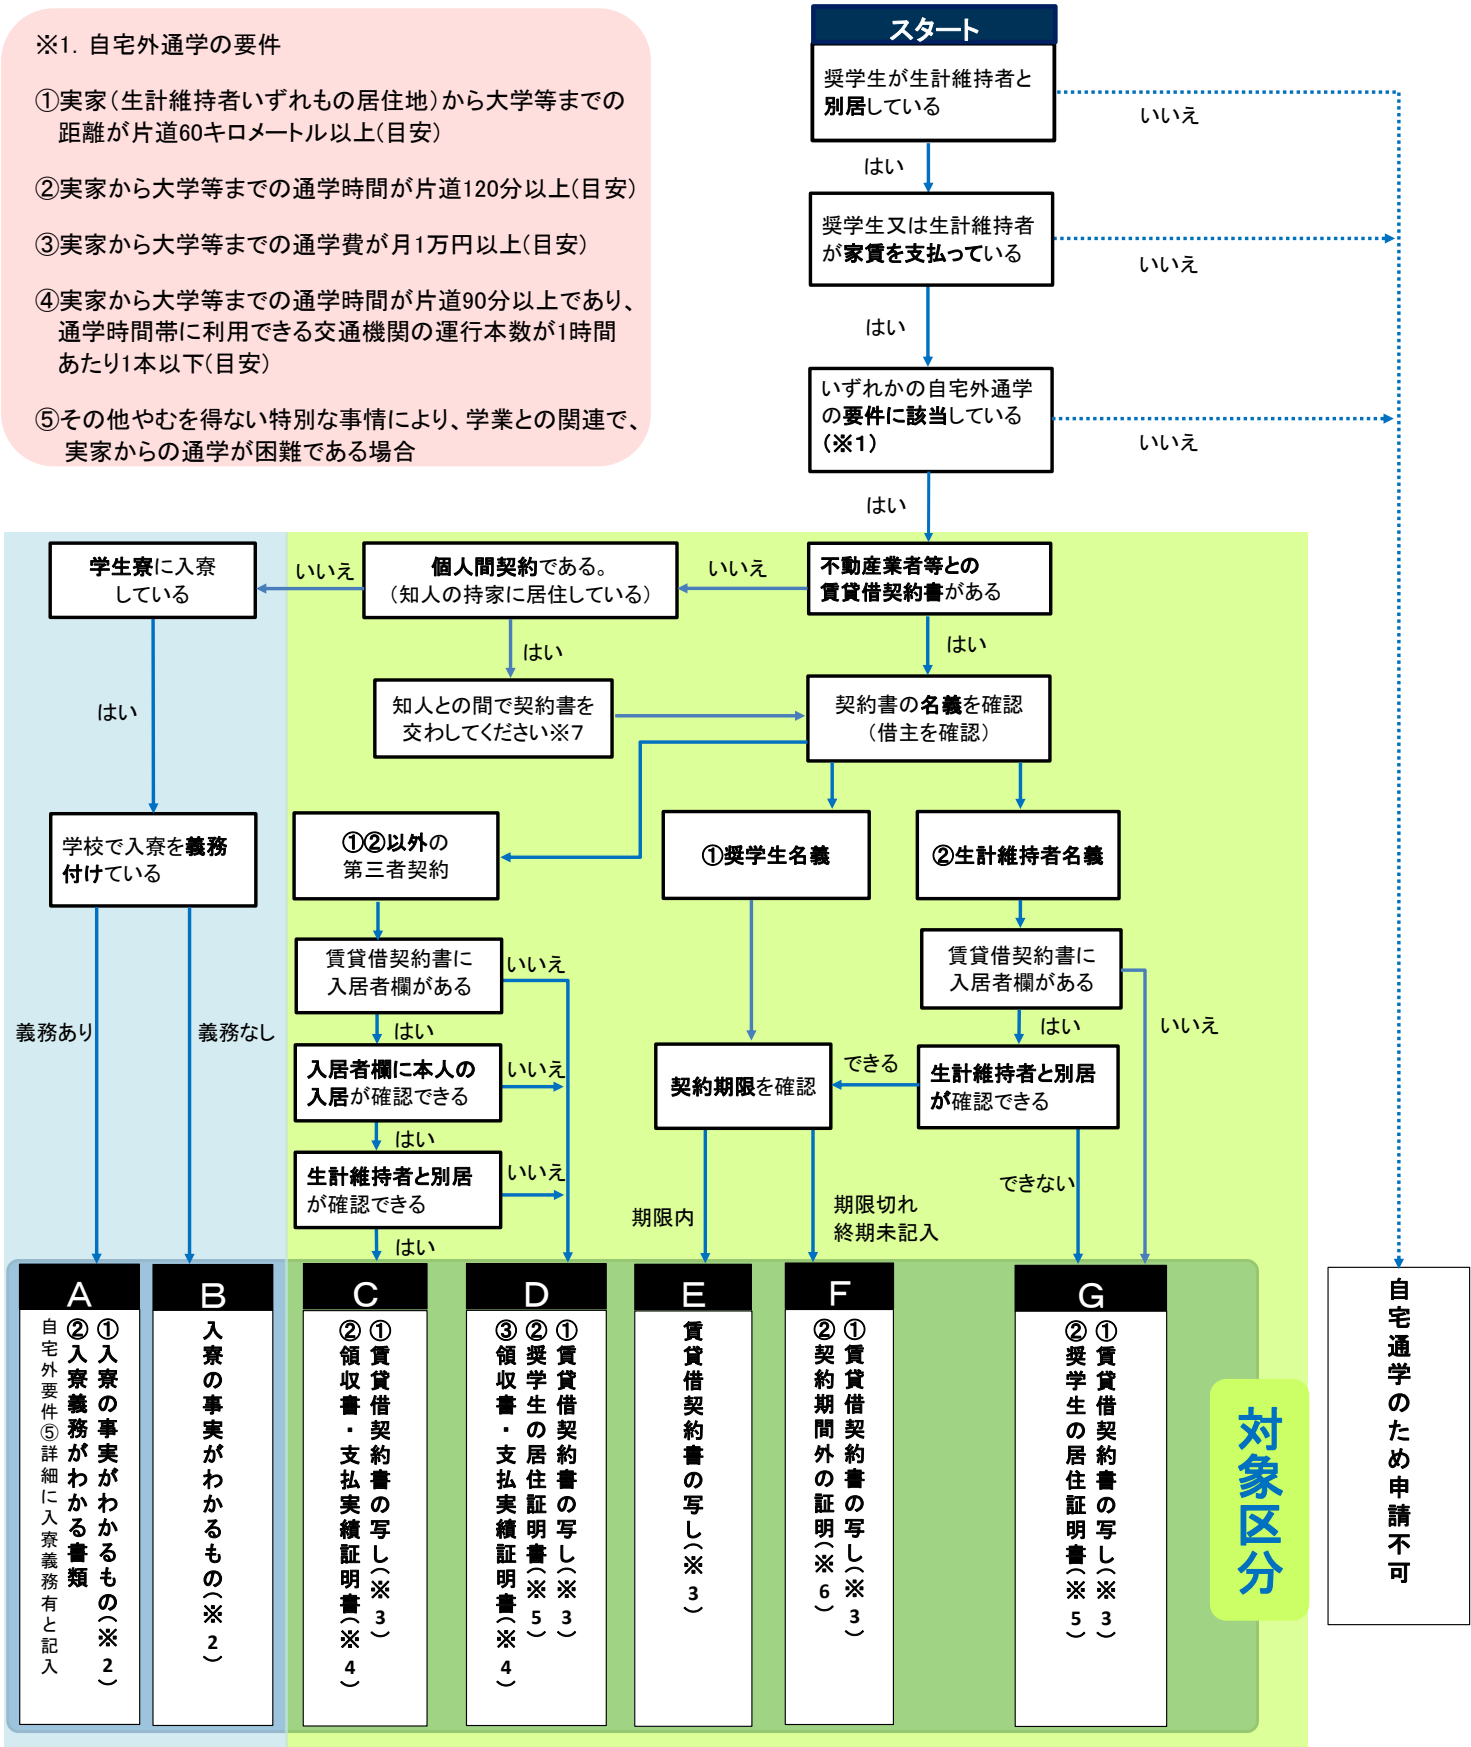 ※1．自宅外通学の要件
①実家（生計維持者いずれもの居住地）から大学等までの
距離が片道60キロメートル以上(目安)
②実家から大学等までの通学時間が片道120分以上(目安)
③実家から大学等までの通学費が月1万円以上(目安)
④実家から大学等までの通学時間が片道90分以上であり、
通学時間帯に利用できる交通機関の運行本数が1時間
あたり1本以下(目安)
⑤その他やむを得ない特別な事情により、学業との関連で、
実家からの通学が困難である場合
スタート
奨学生が生計維持者と
別居している
いいえ
はい
奨学生又は生計維持者
が家賃を支払っている
いいえ
はい
いずれかの自宅外通学
の要件に該当している
（※１）
いいえ
はい
不動産業者等との
賃貸借契約書がある
いいえ
個人間契約である。
（知人の持家に居住している）
いいえ
学生寮に入寮
している
はい
はい
はい
知人との間で契約書を
交わしてください※７
契約書の名義を確認
（借主を確認）
学校で入寮を義務
付けている
①②以外の
第三者契約
①奨学生名義
②生計維持者名義
賃貸借契約書に
入居者欄がある
いいえ
賃貸借契約書に
入居者欄がある
義務あり
義務なし
はい
はい
いいえ
入居者欄に本人の
入居が確認できる
いいえ
契約期限を確認
できる
生計維持者と別居
が確認できる
はい
生計維持者と別居
が確認できる
いいえ
できない
期限内
期限切れ
終期未記入
はい
A
①入寮の事実がわかるもの（※2）
②入寮義務がわかる書類
自宅外要件⑤詳細に入寮義務有と記入
B
入寮の事実がわかるもの（※2）
C
①賃貸借契約書の写し（※3）
②領収書・支払実績証明書（※4）
D
①賃貸借契約書の写し（※3）
②奨学生の居住証明書（※5）
③領収書・支払実績証明書（※4）
E
賃貸借契約書の写し（※3）
F
①賃貸借契約書の写し（※3）
②契約期間外の証明（※6）
G
①賃貸借契約書の写し（※3）
②奨学生の居住証明書（※5）
対象区分
自宅通学のため申請不可